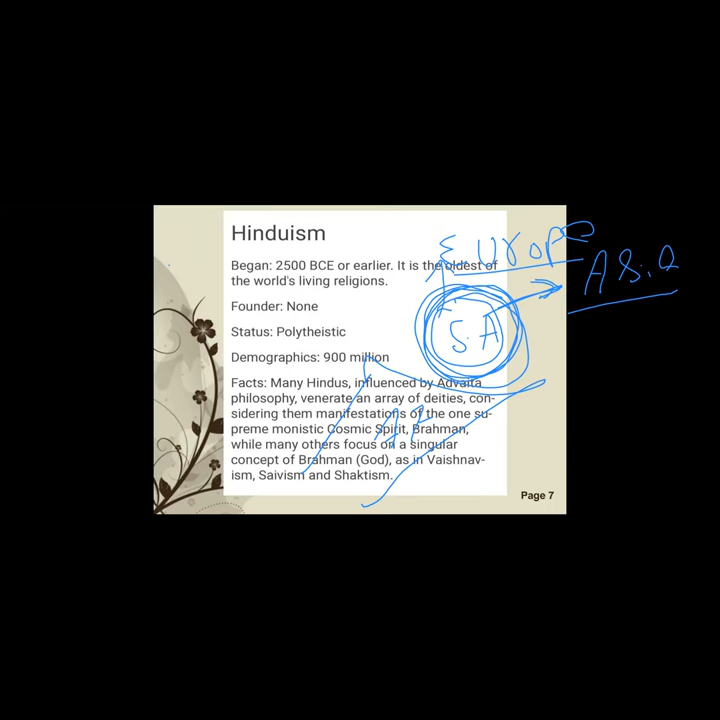 Hinduism
Europe
Began: 2500 BCE or earlier. It is the oldest of
the world's living religions.
Asia
Founder: None
Status: Polytheistic
S.A
Demographics: 900 million
Facts: Many Hindus, influenced by Advaita
philosophy, venerate an array of deities, con-
sidering them manifestations of the one su-
preme monistic Cosmic Spirit, Brahman,
while many others focus on a singular
concept of Brahman (God), as in Vaishnav-
ism, Saivism and Shaktism.
Page 7